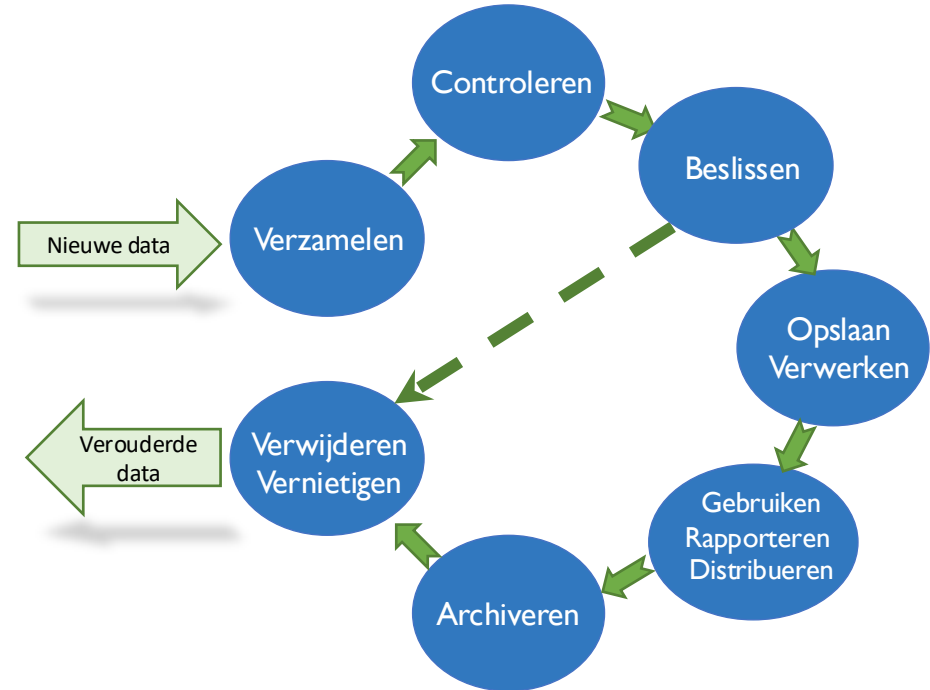 Nieuwe data
Verzamelen
Controleren
Beslissen
Opslaan
Verwerken
Gebruiken
Rapporteren
Distribueren
Archiveren
Verwijderen
Vernietigen
Verouderde
data